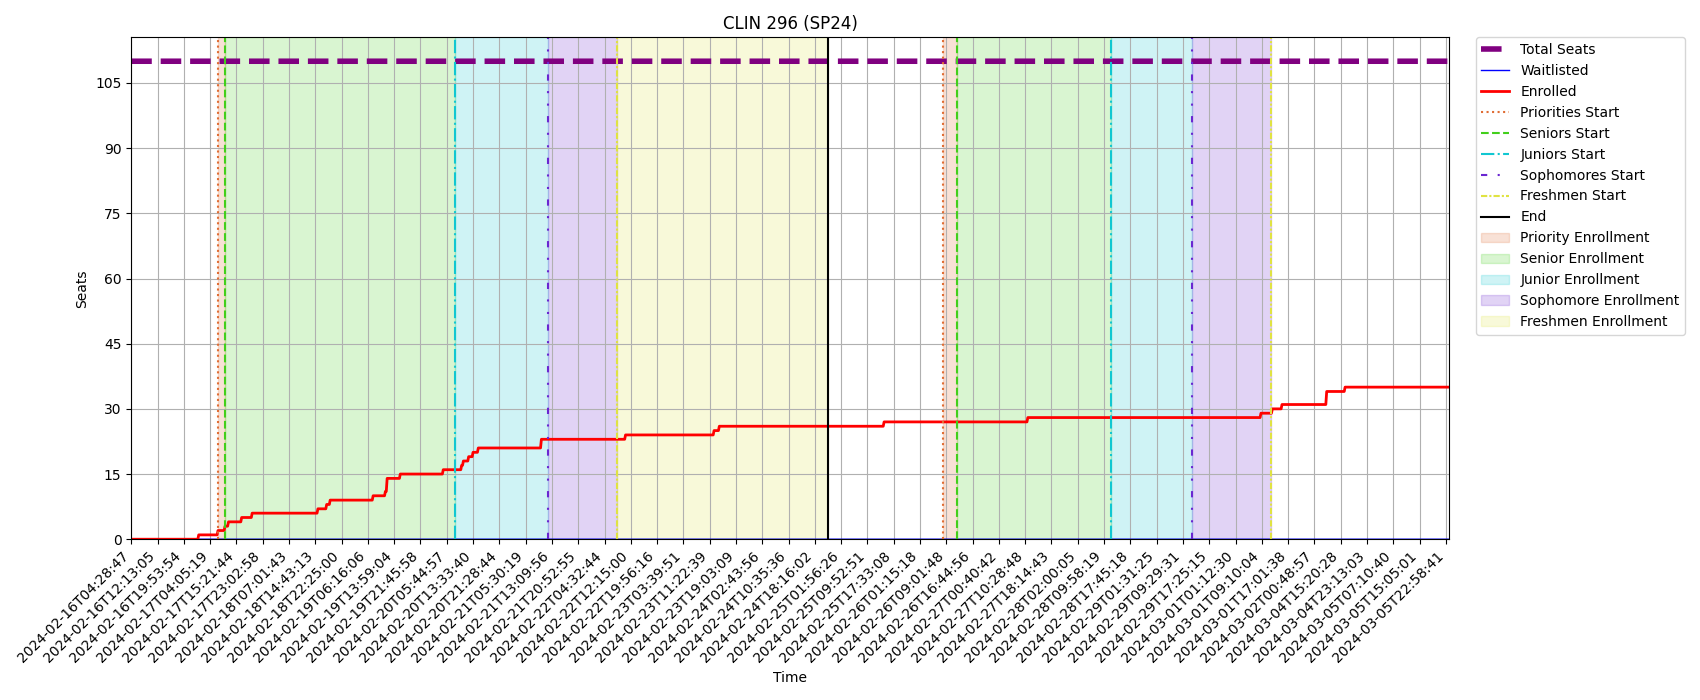 CLIN 296 (SP24)
Total Seats
Waitlisted
Enrolled
Priorities Start
Seniors Start
Juniors Start
Sophomores Start
Freshmen Start
End
Priority Enrollment
Senior Enrollment
Junior Enrollment
Sophomore Enrollment
Freshmen Enrollment
Seats
105
90
75
60
45
30
15
0
2024-02-16T04:28:47
2024-02-16T12:13:05
2024-02-16T19:53:54
2024-02-17T04:05:19
2024-02-17T15:21:44
2024-02-17T23:02:58
2024-02-18T07:01:43
2024-02-18T14:43:13
2024-02-18T22:25:00
2024-02-19T06:16:06
2024-02-19T13:59:04
2024-02-19T21:45:58
2024-02-20T05:44:57
2024-02-20T13:33:40
2024-02-20T21:28:44
2024-02-21T05:30:19
2024-02-21T13:09:56
2024-02-21T20:52:55
2024-02-22T04:32:44
2024-02-22T12:15:00
2024-02-22T19:56:16
2024-02-23T03:39:51
2024-02-23T11:22:39
2024-02-23T19:03:09
2024-02-24T02:43:56
2024-02-24T10:35:36
2024-02-24T18:16:02
2024-02-25T01:56:26
2024-02-25T09:52:51
2024-02-25T17:33:08
2024-02-26T01:15:18
2024-02-26T09:01:48
2024-02-26T16:44:56
2024-02-27T00:40:42
2024-02-27T10:28:48
2024-02-27T18:14:43
2024-02-28T02:00:05
2024-02-28T09:58:19
2024-02-28T17:45:18
2024-02-29T01:31:25
2024-02-29T09:29:31
2024-02-29T17:25:15
2024-03-01T01:12:30
2024-03-01T09:10:04
2024-03-01T17:01:38
2024-03-02T00:48:57
2024-03-04T15:20:28
2024-03-04T23:13:03
2024-03-05T07:10:40
2024-03-05T15:05:01
2024-03-05T22:58:41
Time